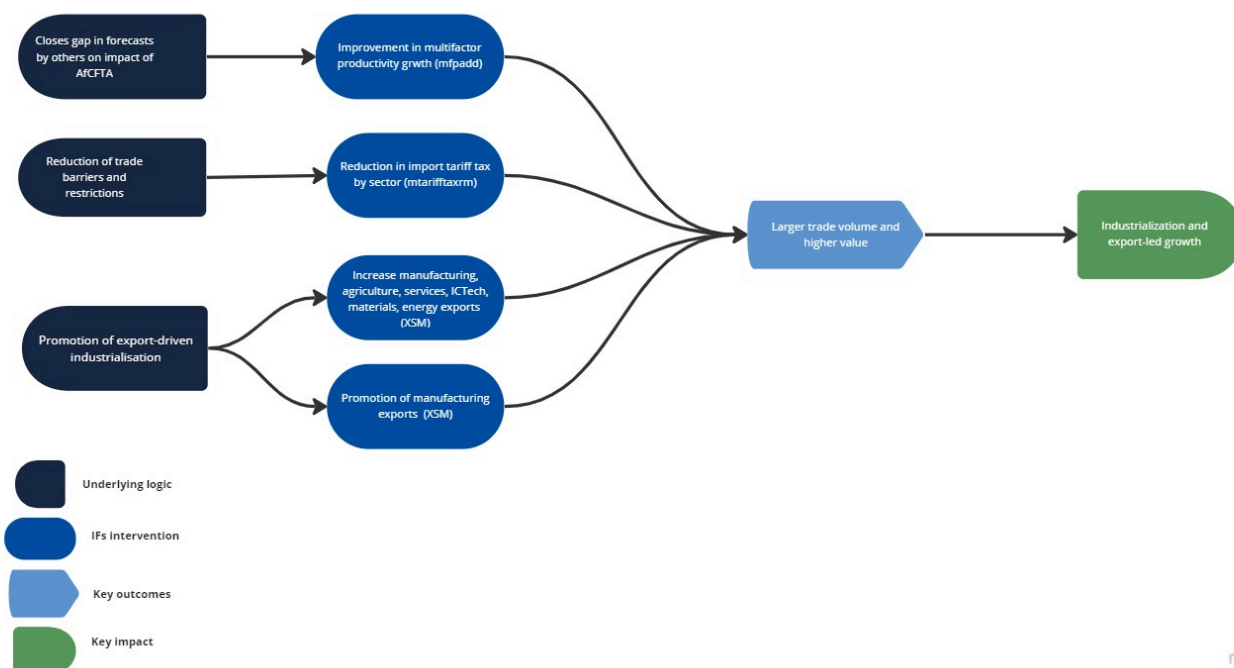 Closes gap in forecasts
by others on impact of
AfCFTA
Improvement in multifactor
productivity grwth (mfpadd)
Reduction of trade
barriers and
restrictions
Reduction in import tariff tax
by sector (mtarifftaxrm)
Larger trade volume and
higher value
Industrialization and
export-led growth
Increase manufacturing,
agriculture, services, ICTech,
materials, energy exports
(XSM)
Promotion of export-driven
industrialisation
Promotion of manufacturing
exports (XSM)
Underlying logic
IFs intervention
Key outcomes
Key impact